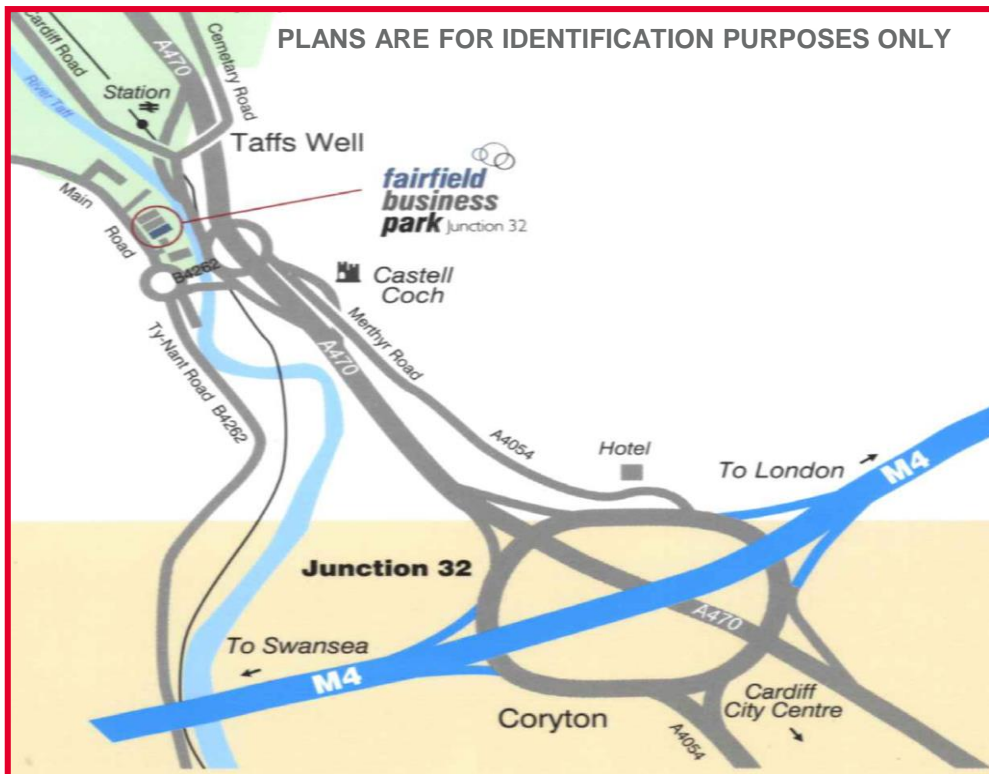 PLANS ARE FOR IDENTIFICATION PURPOSES ONLY
Cardiff Road
A470
Cemetary Road
River Taff
Station
Taffs Well
fairfield
business
park Junction 32
Main
Road
B4262
Castell
Coch
Merthyr Road
A470
Ty-Nant Road B4262
A4054
Hotel
To London
M4
Junction 32
A470
To Swansea
M4
Coryton
Cardiff
City Centre
A4054